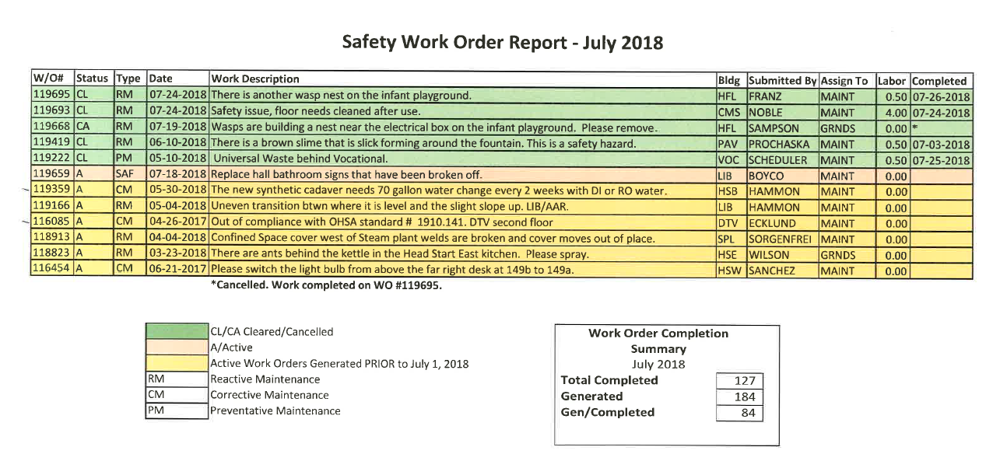 Safety Work Order Report - July 2018
W/O# Status Type Date Work Description Bldg Submitted By Assign To Labor Completed
119695 CL RM 07-24-2018 There is another wasp nest on the infant playground. HFL FRANZ MAINT 0.50 07-26-2018
119693 CL RM 07-24-2018 Safety issue, floor needs cleaned after use. CMS NOBLE MAINT 4.00 07-24-2018
119668 CA RM 07-19-2018 Wasps are building a nest near the electrical box on the infant playground. Please remove. HFL SAMPSON GRNDS 0.00 *
119419 CL RM 06-10-2018 There is a brown slime that is slick forming around the fountain. This is a safety hazard. PAV PROCHASKA MAINT 0.50 07-03-2018
119222 CL PM 05-10-2018 Universal Waste behind Vocational. VOC SCHEDULER MAINT 0.50 07-25-2018
119659 A SAF 07-18-2018 Replace hall bathroom signs that have been broken off. LIB BOYCO MAINT 0.00
119359 A CM 05-30-2018 The new synthetic cadaver needs 70 gallon water change every 2 weeks with DI or RO water. HSB HAMMON MAINT 0.00
119166 A RM 05-04-2018 Uneven transition btwn where it is level and the slight slope up. LIB/AAR. LIB HAMMON MAINT 0.00
116085 A CM 04-26-2017 Out of compliance with OHSA standard # 1910.141. DTV second floor DTV ECKLUND MAINT 0.00
118913 A RM 04-04-2018 Confined Space cover west of Steam plant welds are broken and cover moves out of place. SPL SORGENFREI MAINT 0.00
118823 A RM 03-23-2018 There are ants behind the kettle in the Head Start East kitchen. Please spray. HSE WILSON GRNDS 0.00
116454 A CM 06-21-2017 Please switch the light bulb from above the far right desk at 149b to 149a. HSW SANCHEZ MAINT 0.00
*Cancelled. Work completed on WO #119695.
CL/CA Cleared/Cancelled
A/Active
Active Work Orders Generated PRIOR to July 1, 2018
RM Reactive Maintenance
CM Corrective Maintenance
PM Preventative Maintenance
Work Order Completion
Summary
July 2018
Total Completed 127
Generated 184
Gen/Completed 84